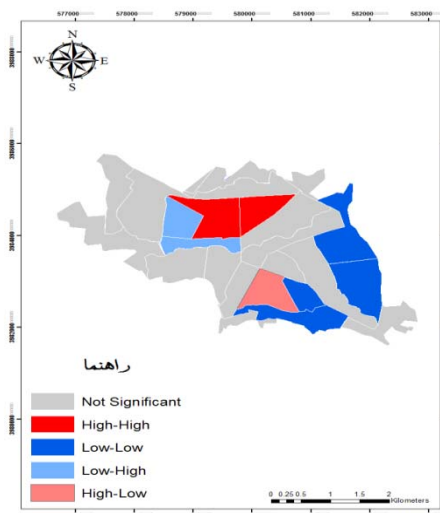 577000 578000 579000 580000 581000 583000
N
W E
S
راهنما
Not Significant
High-High
Low-Low
Low-High
High-Low
0 0.25 0.5 1 1.5 2
Kilometers